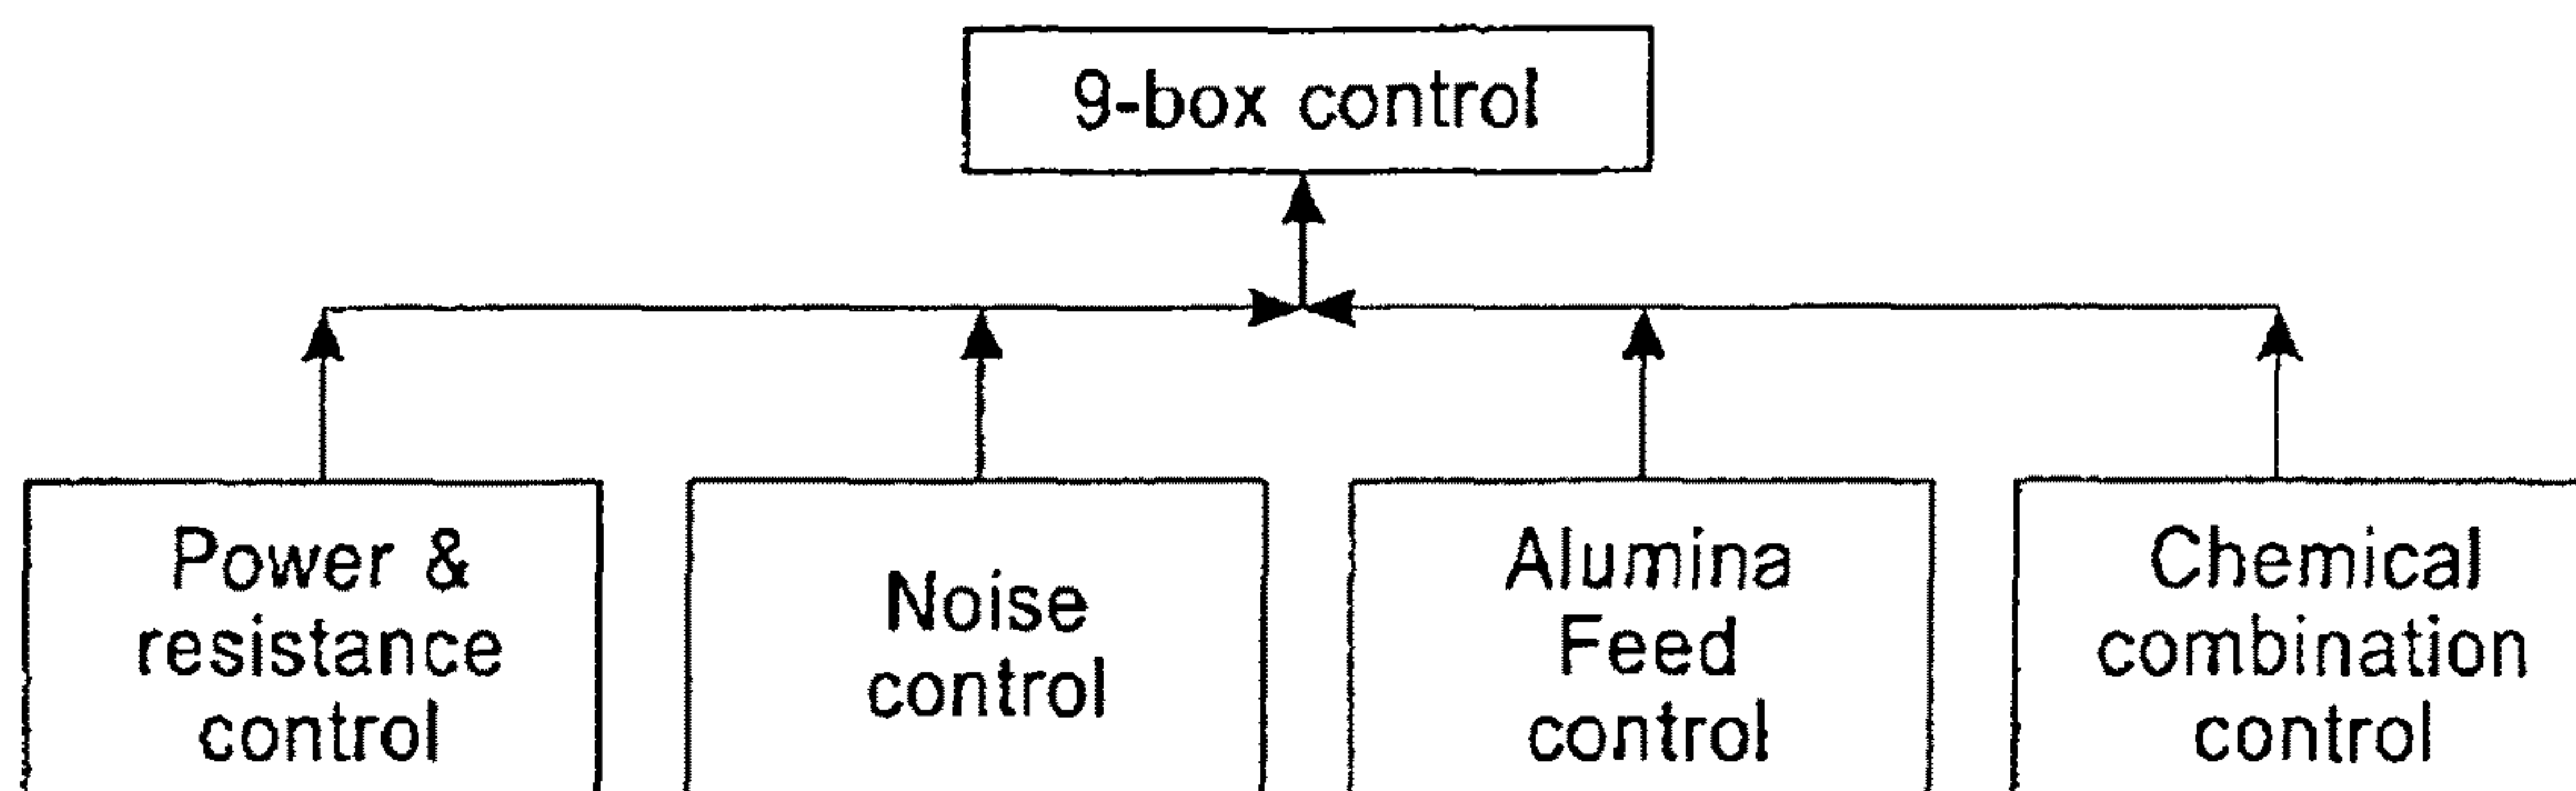 9-box control
Power &
resistance
control
Noise
control
Alumina
Feed
control
Chemical
combination
control